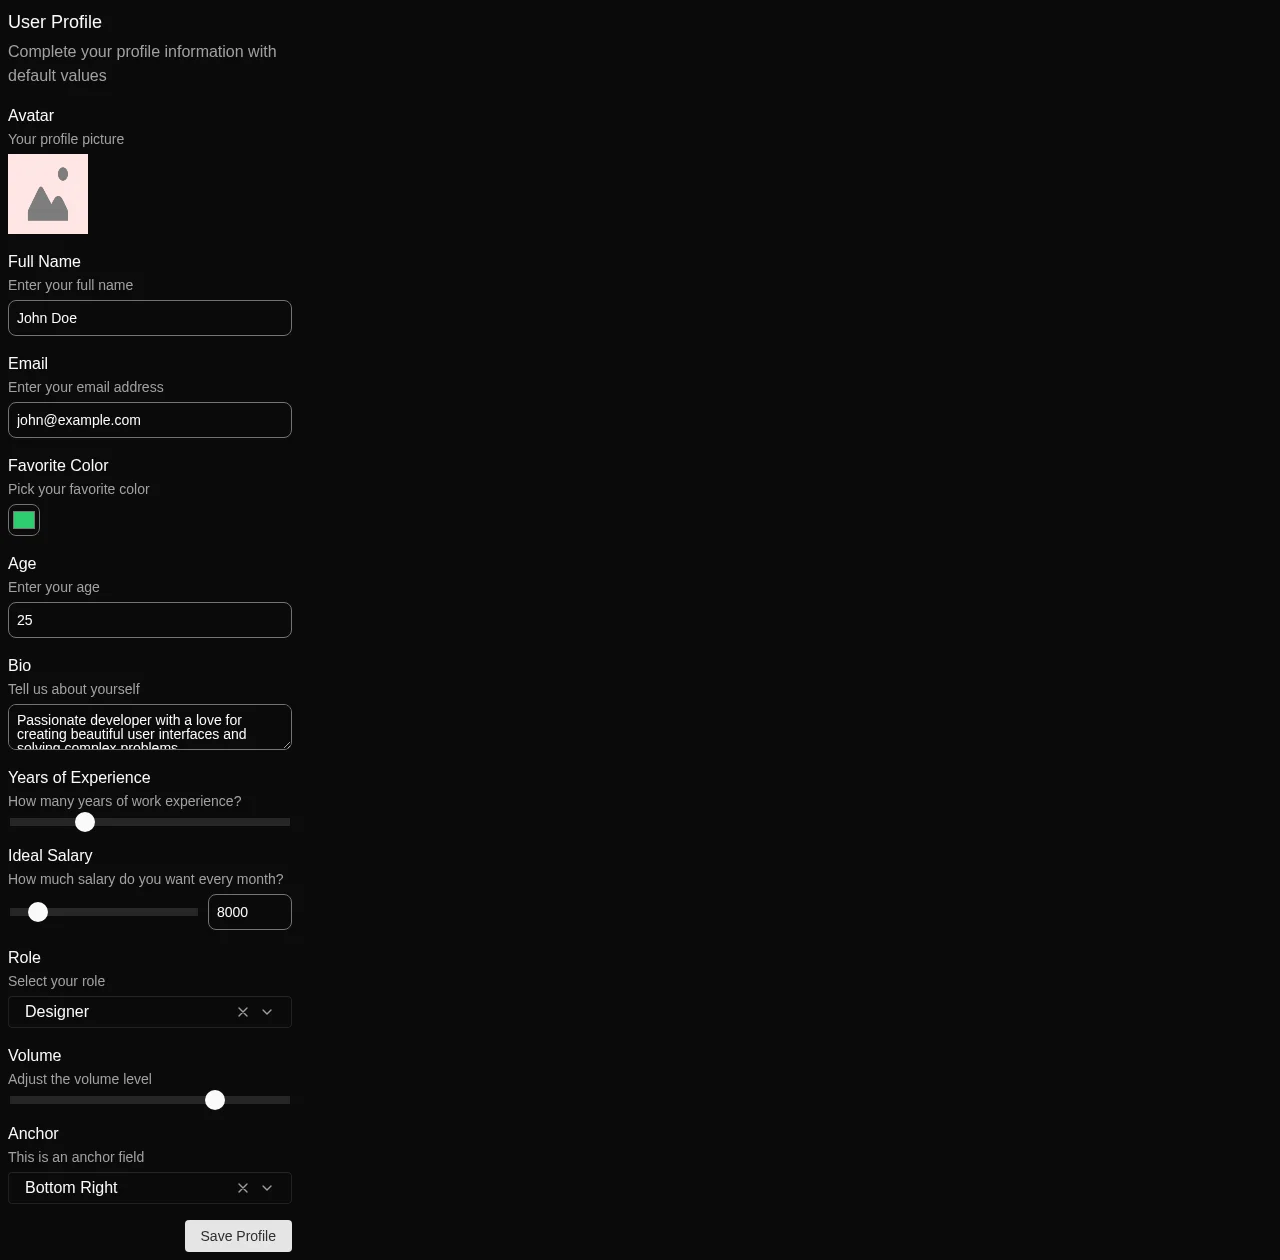 User Profile
Complete your profile information with
default values
Avatar
Your profile picture
Full Name
Enter your full name
John Doe
Email
Enter your email address
john@example.com
Favorite Color
Pick your favorite color
Age
Enter your age
25
Bio
Tell us about yourself
Passionate developer with a love for
creating beautiful user interfaces and
solving complex problems
Years of Experience
How many years of work experience?
Ideal Salary
How much salary do you want every month?
8000
Role
Select your role
Designer
Volume
Adjust the volume level
Anchor
This is an anchor field
Bottom Right
Save Profile